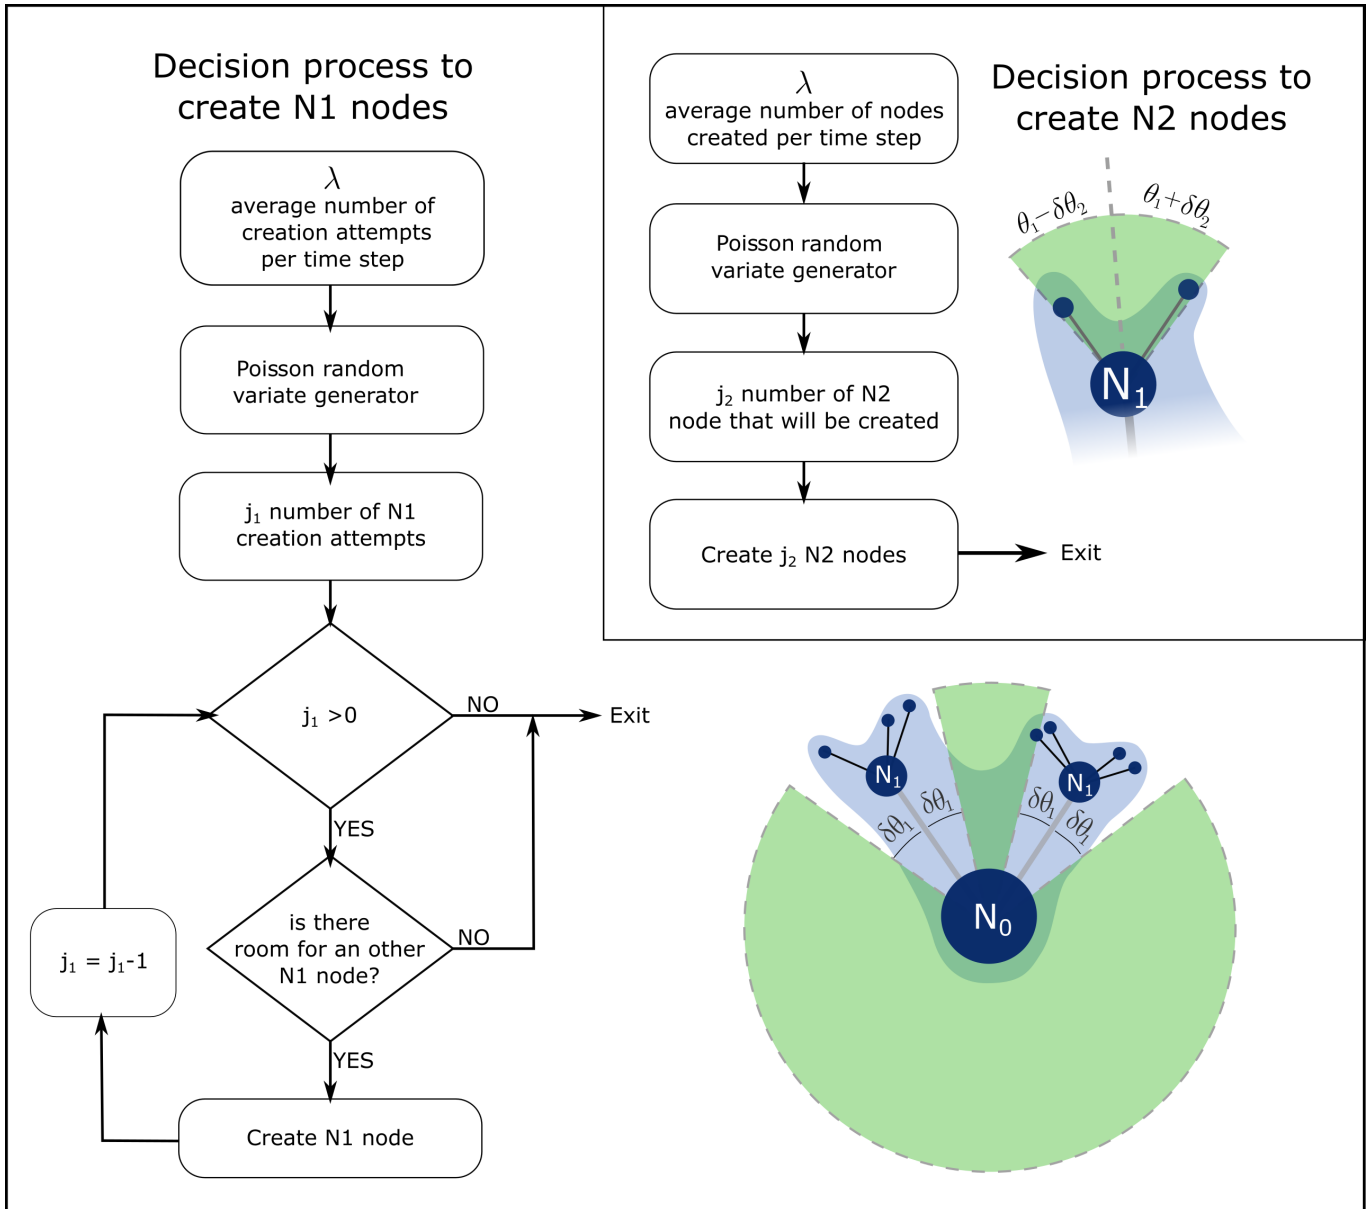 Decision process to
create N1 nodes
λ
average number of
creation attempts
per time step
Poisson random
variate generator
j₁ number of N1
creation attempts
j₁ >0
NO
Exit
YES
is there
room for an other
N1 node?
NO
j₁ = j₁-1
YES
Create N1 node
λ
average number of nodes
created per time step
Poisson random
variate generator
j₂ number of N2
node that will be created
Create j₂ N2 nodes
Exit
Decision process to
create N2 nodes
θ₁−δθ₂
θ₁+δθ₂
N₁
N₁
N₁
δθ₁
δθ₁
δθ₁
δθ₁
N₀